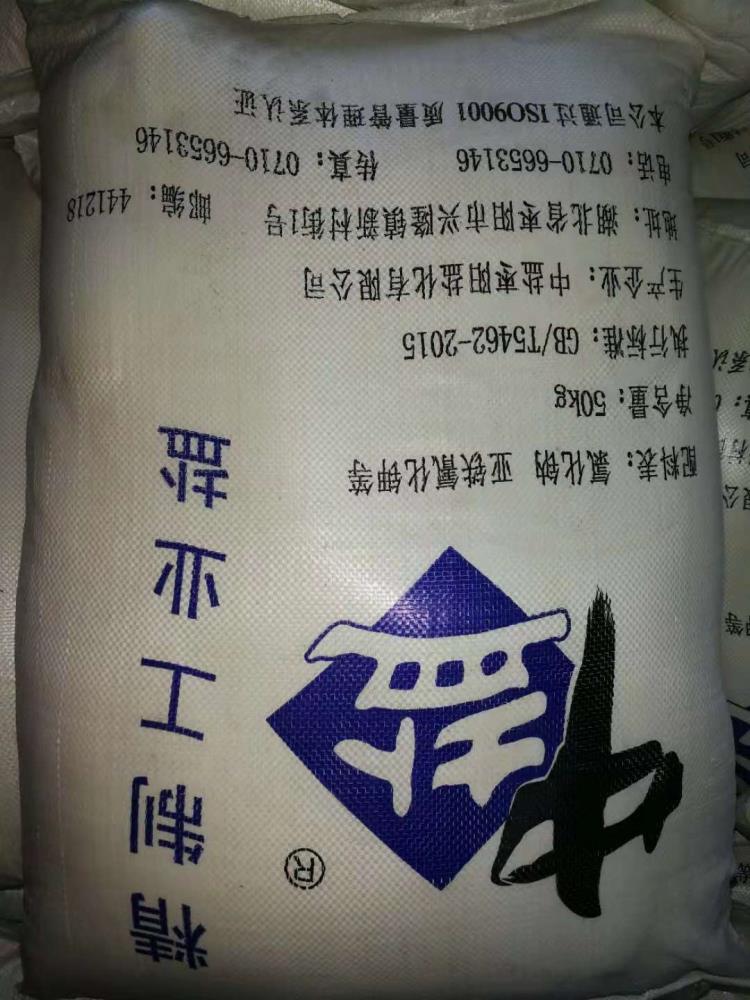 中盐
®
精制工业盐
配料表：氯化钠 亚铁氰化钾等
净含量：50kg
执行标准：GB/T5462-2015
生产企业：中盐枣阳盐化有限公司
地址：湖北省枣阳市兴隆镇新村街1号 邮编：441218
电话：0710-6653146 传真：0710-6653146
本公司通过ISO9001 质量管理体系认证